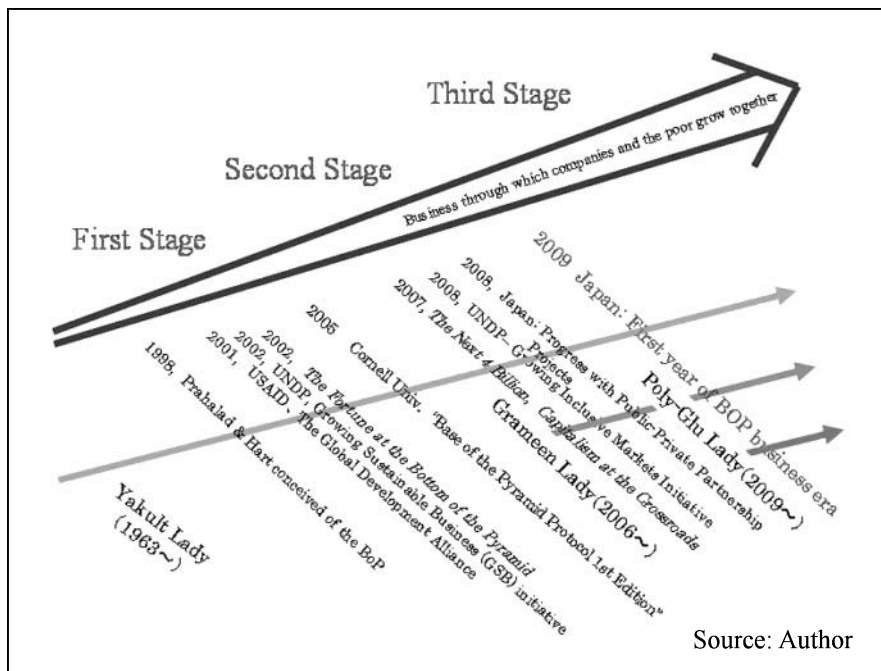 Third Stage
Second Stage
First Stage
Business through which companies and the poor grow together
1998, Prahalad & Hart conceived of the BoP
2001, USAID、The Global Development Alliance
2002, UNDP, Growing Sustainable Business (GSB) initiative
2002, The Fortune at the Bottom of the Pyramid
2005 Cornell Univ. "Base of the Pyramid Protocol 1st Edition"
2007, The Next 4 Billion, Capitalism at the Crossroads
2008, UNDP– Growing Inclusive Markets Initiative
2008, Japan: Progress with Public Private Partnership
Projects
2009 Japan: First year of BOP business era
Yakult Lady
(1963~)
Grameen Lady (2006~)
Poly-Glu Lady (2009~)
Source: Author